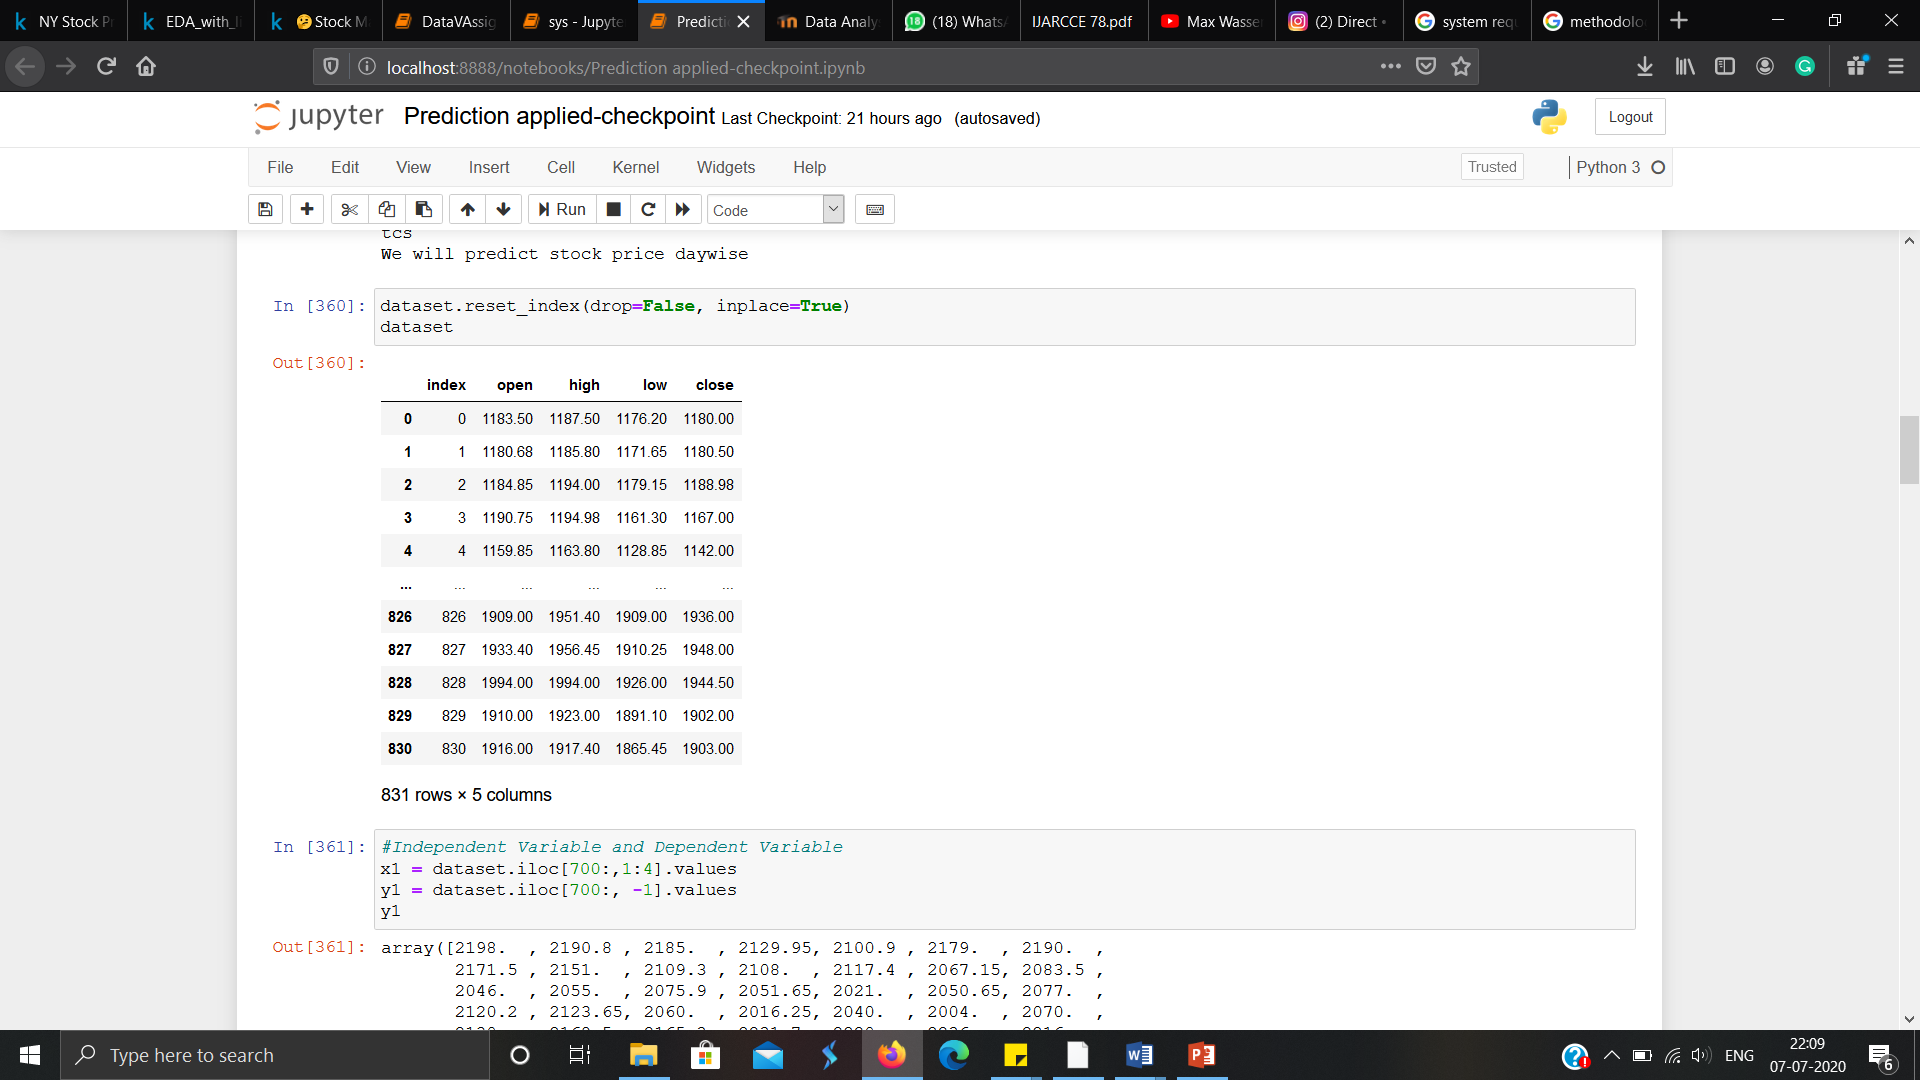 NY Stock Pr
EDA_with_li
Stock M
DataVAssig
sys - Jupyte
Predicti
Data Analy
(18) Whats
IJARCCE 78.pdf
Max Wasse
(2) Direct •
system requ
methodolo
localhost:8888/notebooks/Prediction applied-checkpoint.ipynb
jupyter Prediction applied-checkpoint Last Checkpoint: 21 hours ago (autosaved)
Logout
File Edit View Insert Cell Kernel Widgets Help
Trusted
Python 3
Run
Code
tcs
We will predict stock price daywise
In [360]: dataset.reset_index(drop=False, inplace=True)
dataset
Out[360]:
index open high low close
0 0 1183.50 1187.50 1176.20 1180.00
1 1 1180.68 1185.80 1171.65 1180.50
2 2 1184.85 1194.00 1179.15 1188.98
3 3 1190.75 1194.98 1161.30 1167.00
4 4 1159.85 1163.80 1128.85 1142.00
... ... ... ... ... ...
826 826 1909.00 1951.40 1909.00 1936.00
827 827 1933.40 1956.45 1910.25 1948.00
828 828 1994.00 1994.00 1926.00 1944.50
829 829 1910.00 1923.00 1891.10 1902.00
830 830 1916.00 1917.40 1865.45 1903.00
831 rows × 5 columns
In [361]: #Independent Variable and Dependent Variable
x1 = dataset.iloc[700:,1:4].values
y1 = dataset.iloc[700:, -1].values
y1
Out[361]: array([2198. , 2190.8 , 2185. , 2129.95, 2100.9 , 2179. , 2190. ,
2171.5 , 2151. , 2109.3 , 2108. , 2117.4 , 2067.15, 2083.5 ,
2046. , 2055. , 2075.9 , 2051.65, 2021. , 2050.65, 2077. ,
2120.2 , 2123.65, 2060. , 2016.25, 2040. , 2004. , 2070. ,
Type here to search
ENG
22:09
07-07-2020
6